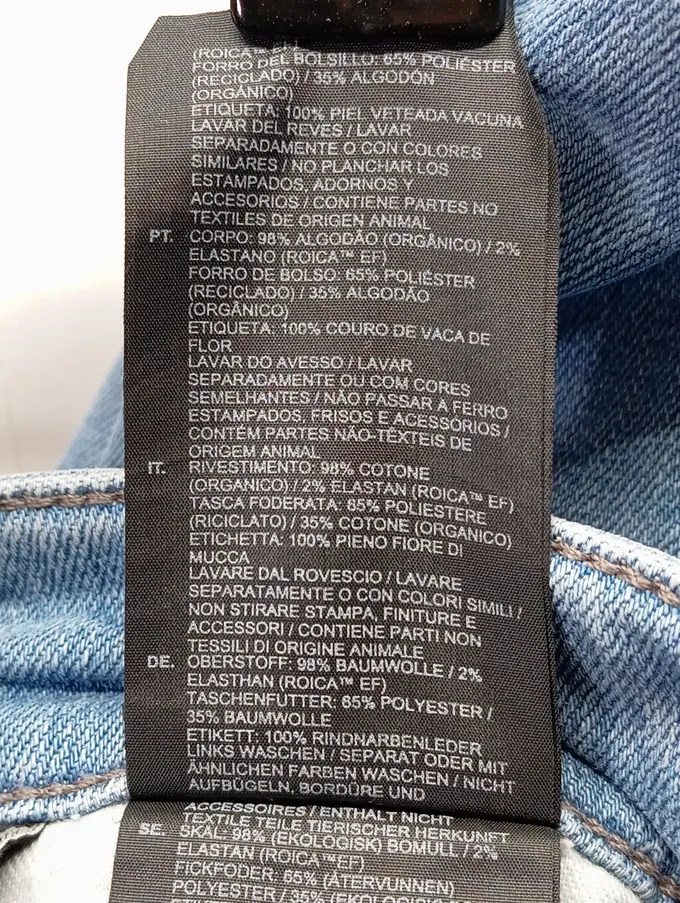 (ROICA™ EF)
FORRO DEL BOLSILLO: 65% POLIÉSTER
(RECICLADO) / 35% ALGODÓN
(ORGÁNICO)
ETIQUETA: 100% PIEL VETEADA VACUNA
LAVAR DEL REVES / LAVAR
SEPARADAMENTE O CON COLORES
SIMILARES / NO PLANCHAR LOS
ESTAMPADOS, ADORNOS Y
ACCESORIOS / CONTIENE PARTES NO
TEXTILES DE ORIGEN ANIMAL
PT. CORPO: 98% ALGODÃO (ORGÂNICO) / 2%
ELASTANO (ROICA™ EF)
FORRO DE BOLSO: 65% POLIÉSTER
(RECICLADO) / 35% ALGODÃO
(ORGÂNICO)
ETIQUETA: 100% COURO DE VACA DE
FLOR
LAVAR DO AVESSO / LAVAR
SEPARADAMENTE OU COM CORES
SEMELHANTES / NÃO PASSAR A FERRO
ESTAMPADOS, FRISOS E ACESSÓRIOS /
CONTÉM PARTES NÃO-TÊXTEIS DE
ORIGEM ANIMAL
IT. RIVESTIMENTO: 98% COTONE
(ORGANICO) / 2% ELASTAN (ROICA™ EF)
TASCA FODERATA: 65% POLIESTERE
(RICICLATO) / 35% COTONE (ORGANICO)
ETICHETTA: 100% PIENO FIORE DI
MUCCA
LAVARE DAL ROVESCIO / LAVARE
SEPARATAMENTE O CON COLORI SIMILI /
NON STIRARE STAMPA, FINITURE E
ACCESSORI / CONTIENE PARTI NON
TESSILI DI ORIGINE ANIMALE
DE. OBERSTOFF: 98% BAUMWOLLE / 2%
ELASTHAN (ROICA™ EF)
TASCHENFUTTER: 65% POLYESTER /
35% BAUMWOLLE
ETIKETT: 100% RINDNARBENLEDER
LINKS WASCHEN / SEPARAT ODER MIT
ÄHNLICHEN FARBEN WASCHEN / NICHT
AUFBÜGELN, BORDÜRE UND
ACCESSOIRES / ENTHÄLT NICHT
TEXTILE TEILE TIERISCHER HERKUNFT
SE. SKAL: 98% (EKOLOGISK) BOMULL / 2%
ELASTAN (ROICA™EF)
FICKFODER: 65% (ÅTERVUNNEN)
POLYESTER / 35% (EKOLOGISK)